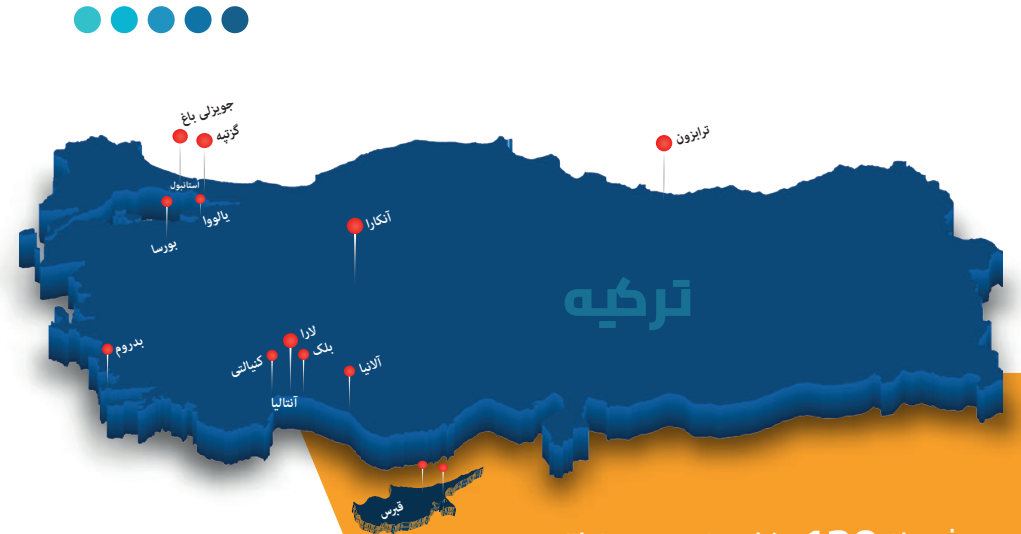 جویزلی باغ
گزتپه
ترابزون
استانبول
یالووا
بورسا
آنکارا
ترکیه
بدروم
لارا
بلک
کنیالتی
آلانیا
آنتالیا
قبرس